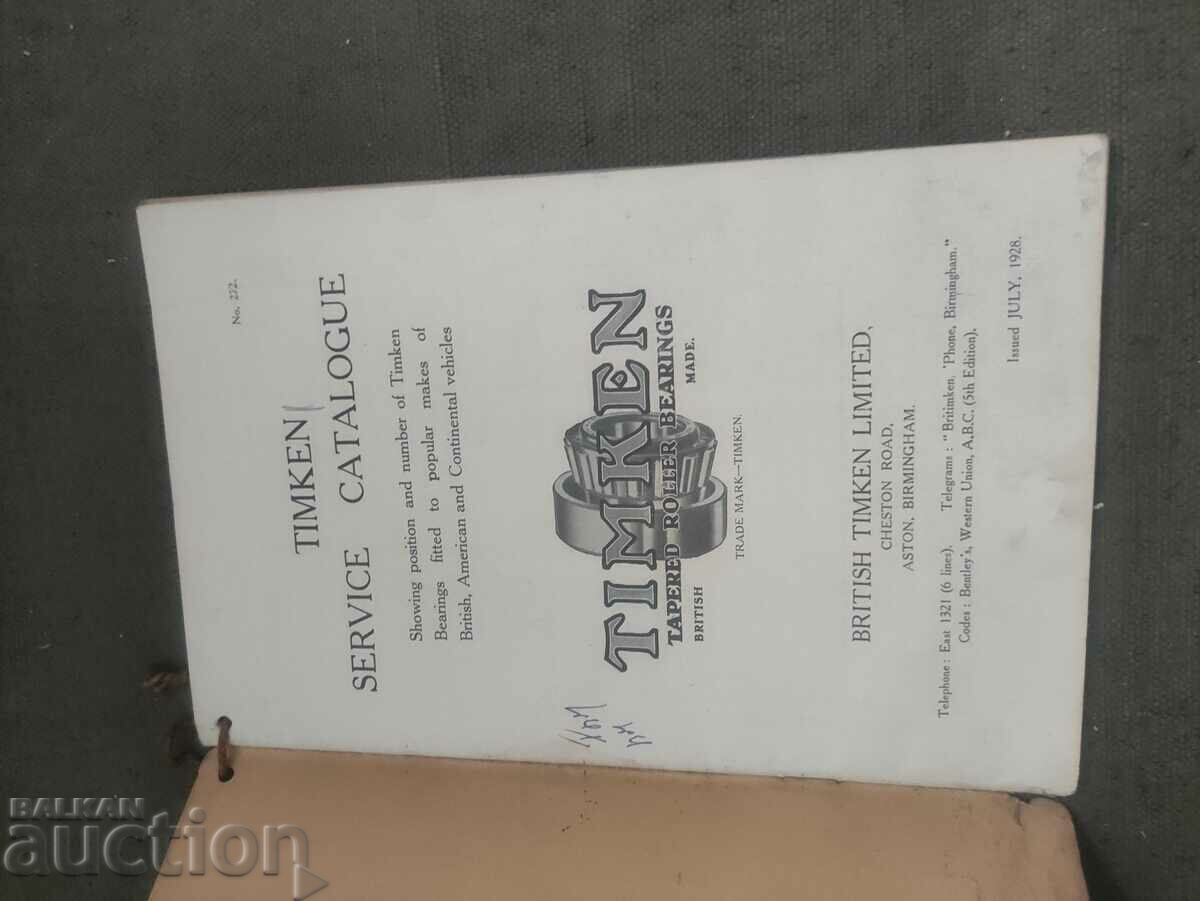 No. 272.
TIMKEN
SERVICE CATALOGUE
Showing position and number of Timken
Bearings fitted to popular makes of
British, American and Continental vehicles
TIMKEN
TAPERED ROLLER BEARINGS
BRITISH MADE.
TRADE MARK—TIMKEN.
BRITISH TIMKEN LIMITED,
CHESTON ROAD,
ASTON, BIRMINGHAM.
Telephone: East 1321 (6 lines). Telegrams: "Britimken, 'Phone, Birmingham."
Codes: Bentley's, Western Union, A.B.C. (5th Edition).
Issued JULY, 1928.
BALKAN
auction